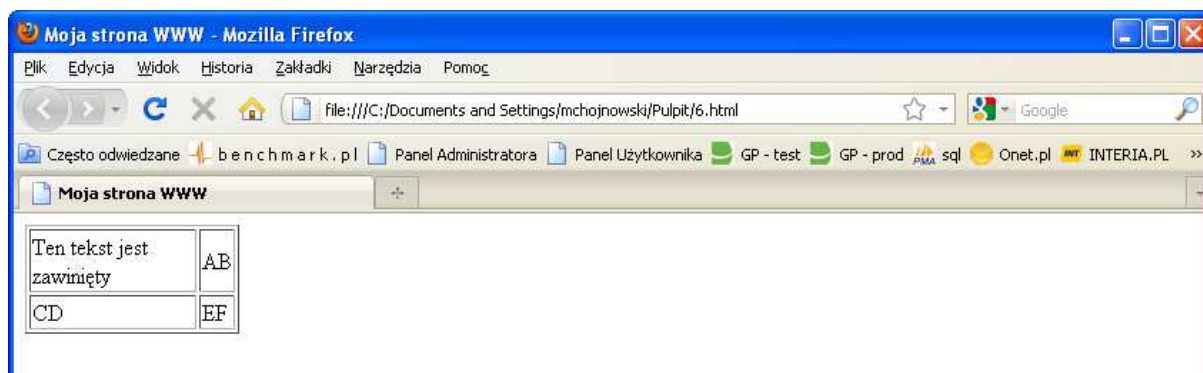 Moja strona WWW - Mozilla Firefox
Plik Edycja Widok Historia Zakładki Narzędzia Pomoc
file:///C:/Documents and Settings/mchojnowski/Pulpit/6.html Google
Często odwiedzane benchmark.pl Panel Administratora Panel Użytkownika GP - test GP - prod PMA sql Onet.pl INT INTERIA.PL »
Moja strona WWW
Ten tekst jest
zawinięty
AB
CD EF